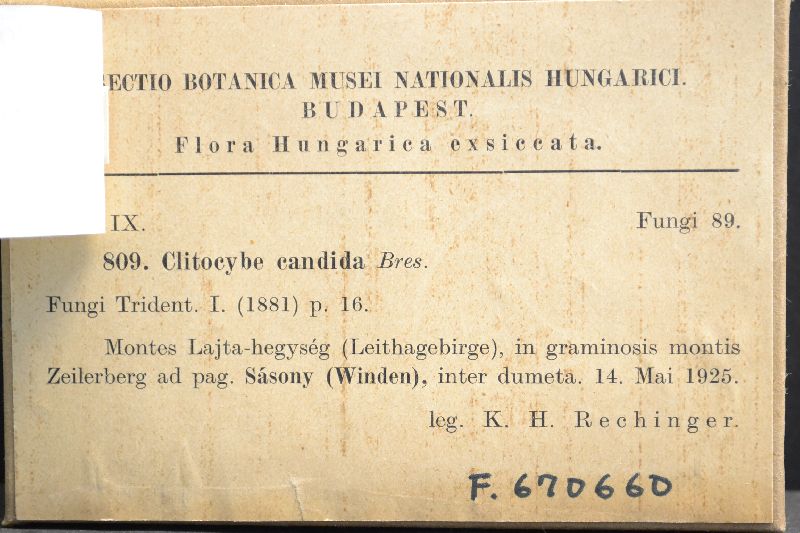 ECTIO BOTANICA MUSEI NATIONALIS HUNGARICI.
BUDAPEST.
Flora Hungarica exsiccata.
IX. Fungi 89.
809. Clitocybe candida Bres.
Fungi Trident. I. (1881) p. 16.
Montes Lajta-hegység (Leithagebirge), in graminosis montis
Zeilerberg ad pag. Sásony (Winden), inter dumeta. 14. Mai 1925.
leg. K. H. Rechinger.
F. 670660